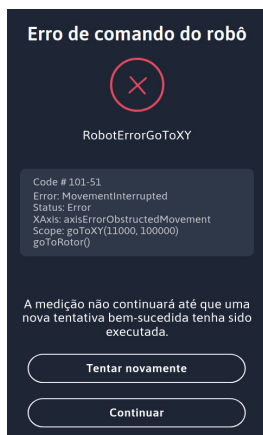 Erro de comando do robô
RobotErrorGoToXY
Code # 101-51
Error: MovementInterrupted
Status: Error
XAxis: axisErrorObstructedMovement
Scope: goToXY(11000, 100000)
goToRotor()
A medição não continuará até que uma
nova tentativa bem-sucedida tenha sido
executada.
Tentar novamente
Continuar